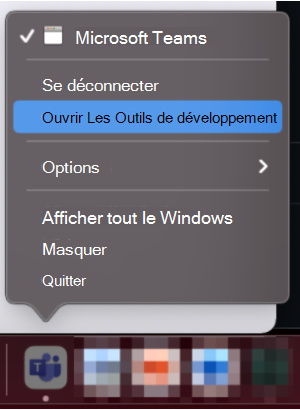 Microsoft Teams
Se déconnecter
Ouvrir Les Outils de développement
Options
Afficher tout le Windows
Masquer
Quitter